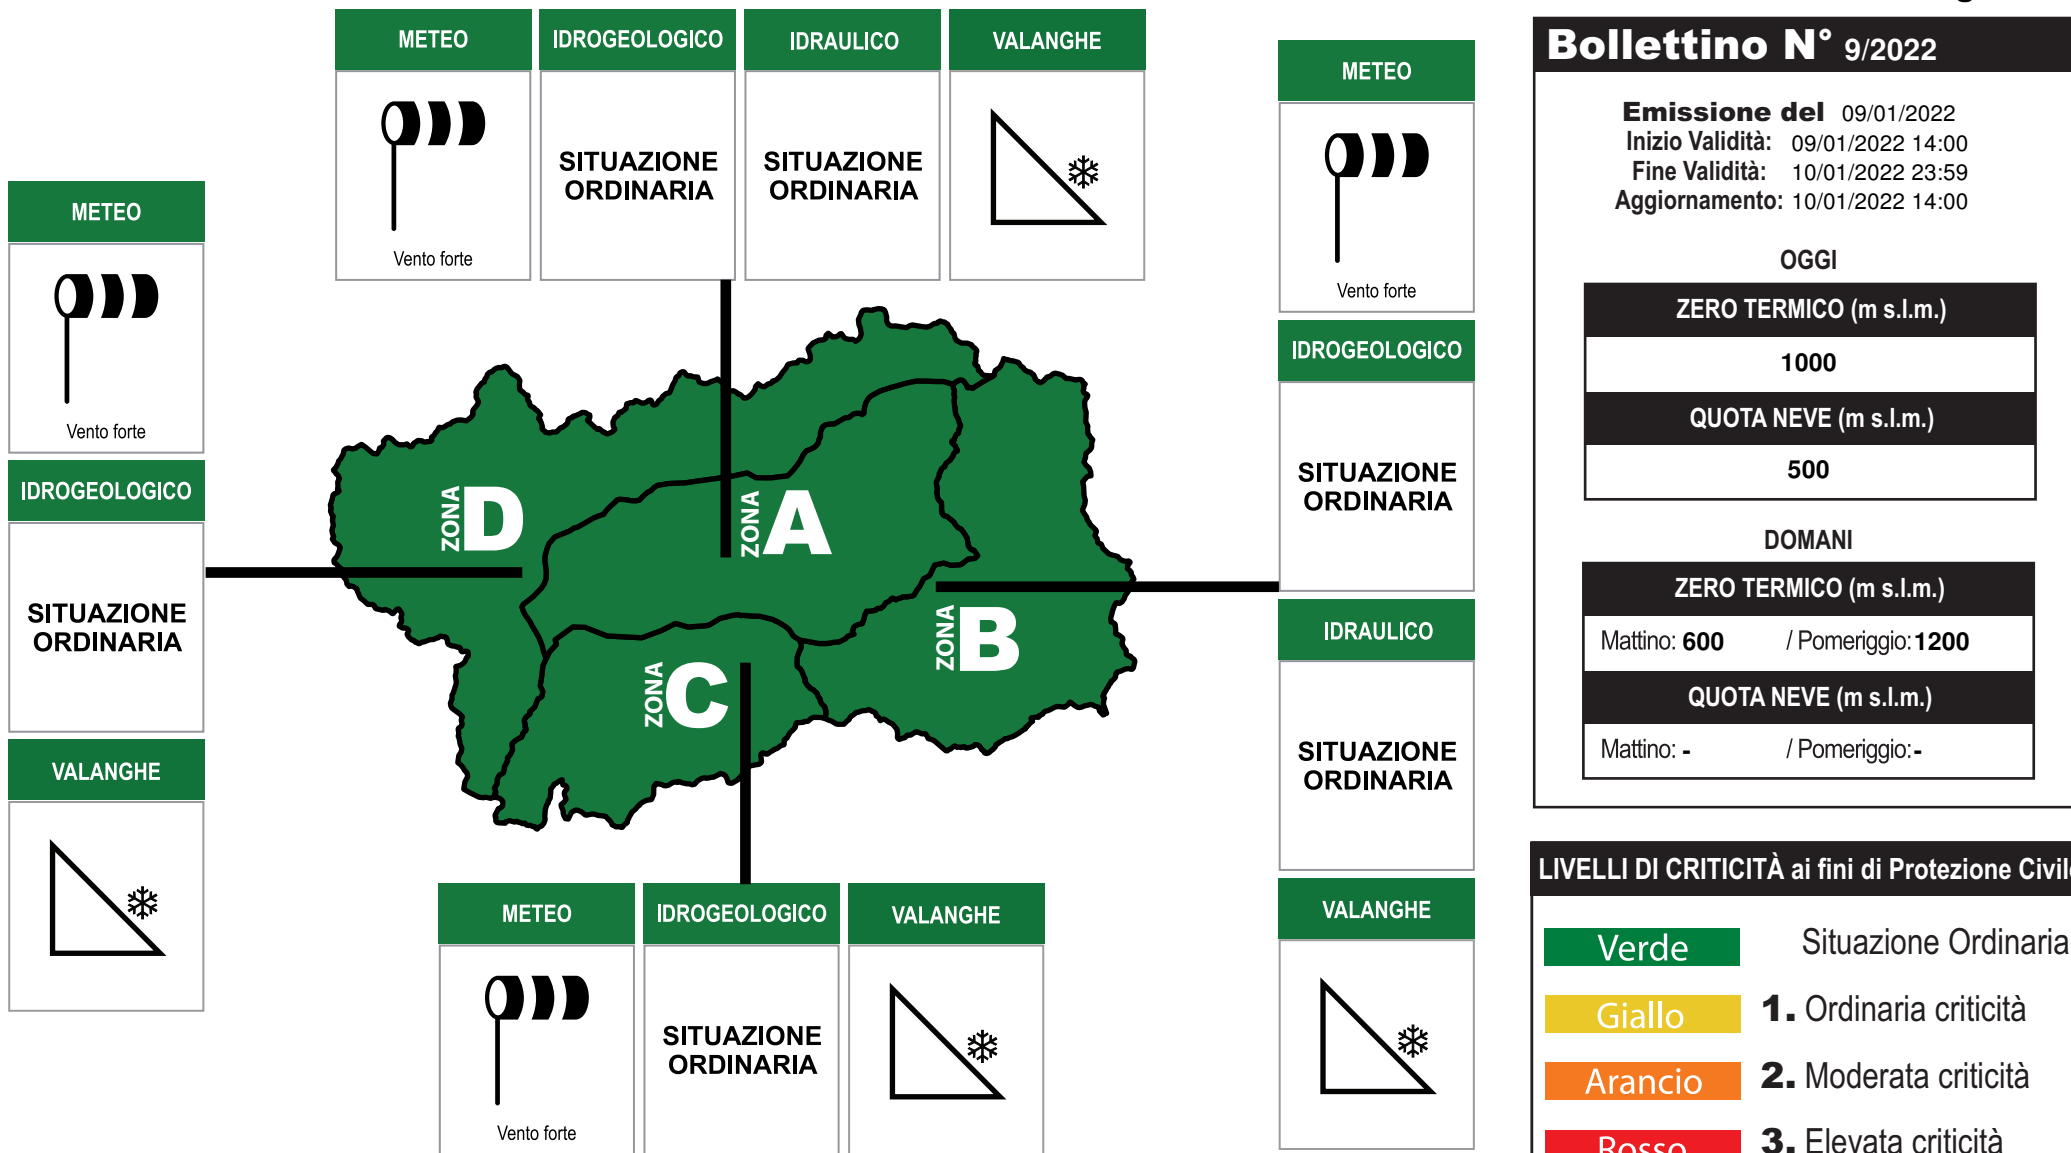 METEO
IDROGEOLOGICO
IDRAULICO
VALANGHE
Vento forte
SITUAZIONE
ORDINARIA
SITUAZIONE
ORDINARIA
METEO
Vento forte
IDROGEOLOGICO
SITUAZIONE
ORDINARIA
VALANGHE
ZONA D
ZONA A
ZONA B
ZONA C
METEO
IDROGEOLOGICO
VALANGHE
Vento forte
SITUAZIONE
ORDINARIA
METEO
Vento forte
IDROGEOLOGICO
SITUAZIONE
ORDINARIA
IDRAULICO
SITUAZIONE
ORDINARIA
VALANGHE
Bollettino N° 9/2022
Emissione del 09/01/2022
Inizio Validità: 09/01/2022 14:00
Fine Validità: 10/01/2022 23:59
Aggiornamento: 10/01/2022 14:00
OGGI
ZERO TERMICO (m s.l.m.)
1000
QUOTA NEVE (m s.l.m.)
500
DOMANI
ZERO TERMICO (m s.l.m.)
Mattino: 600 / Pomeriggio: 1200
QUOTA NEVE (m s.l.m.)
Mattino: - / Pomeriggio: -
LIVELLI DI CRITICITÀ ai fini di Protezione Civile
Verde Situazione Ordinaria
Giallo 1. Ordinaria criticità
Arancio 2. Moderata criticità
Rosso 3. Elevata criticità